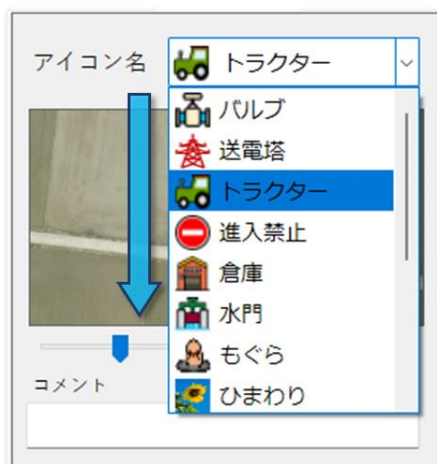 アイコン名 トラクター
バルブ
送電塔
トラクター
進入禁止
倉庫
水門
もぐら
ひまわり
コメント